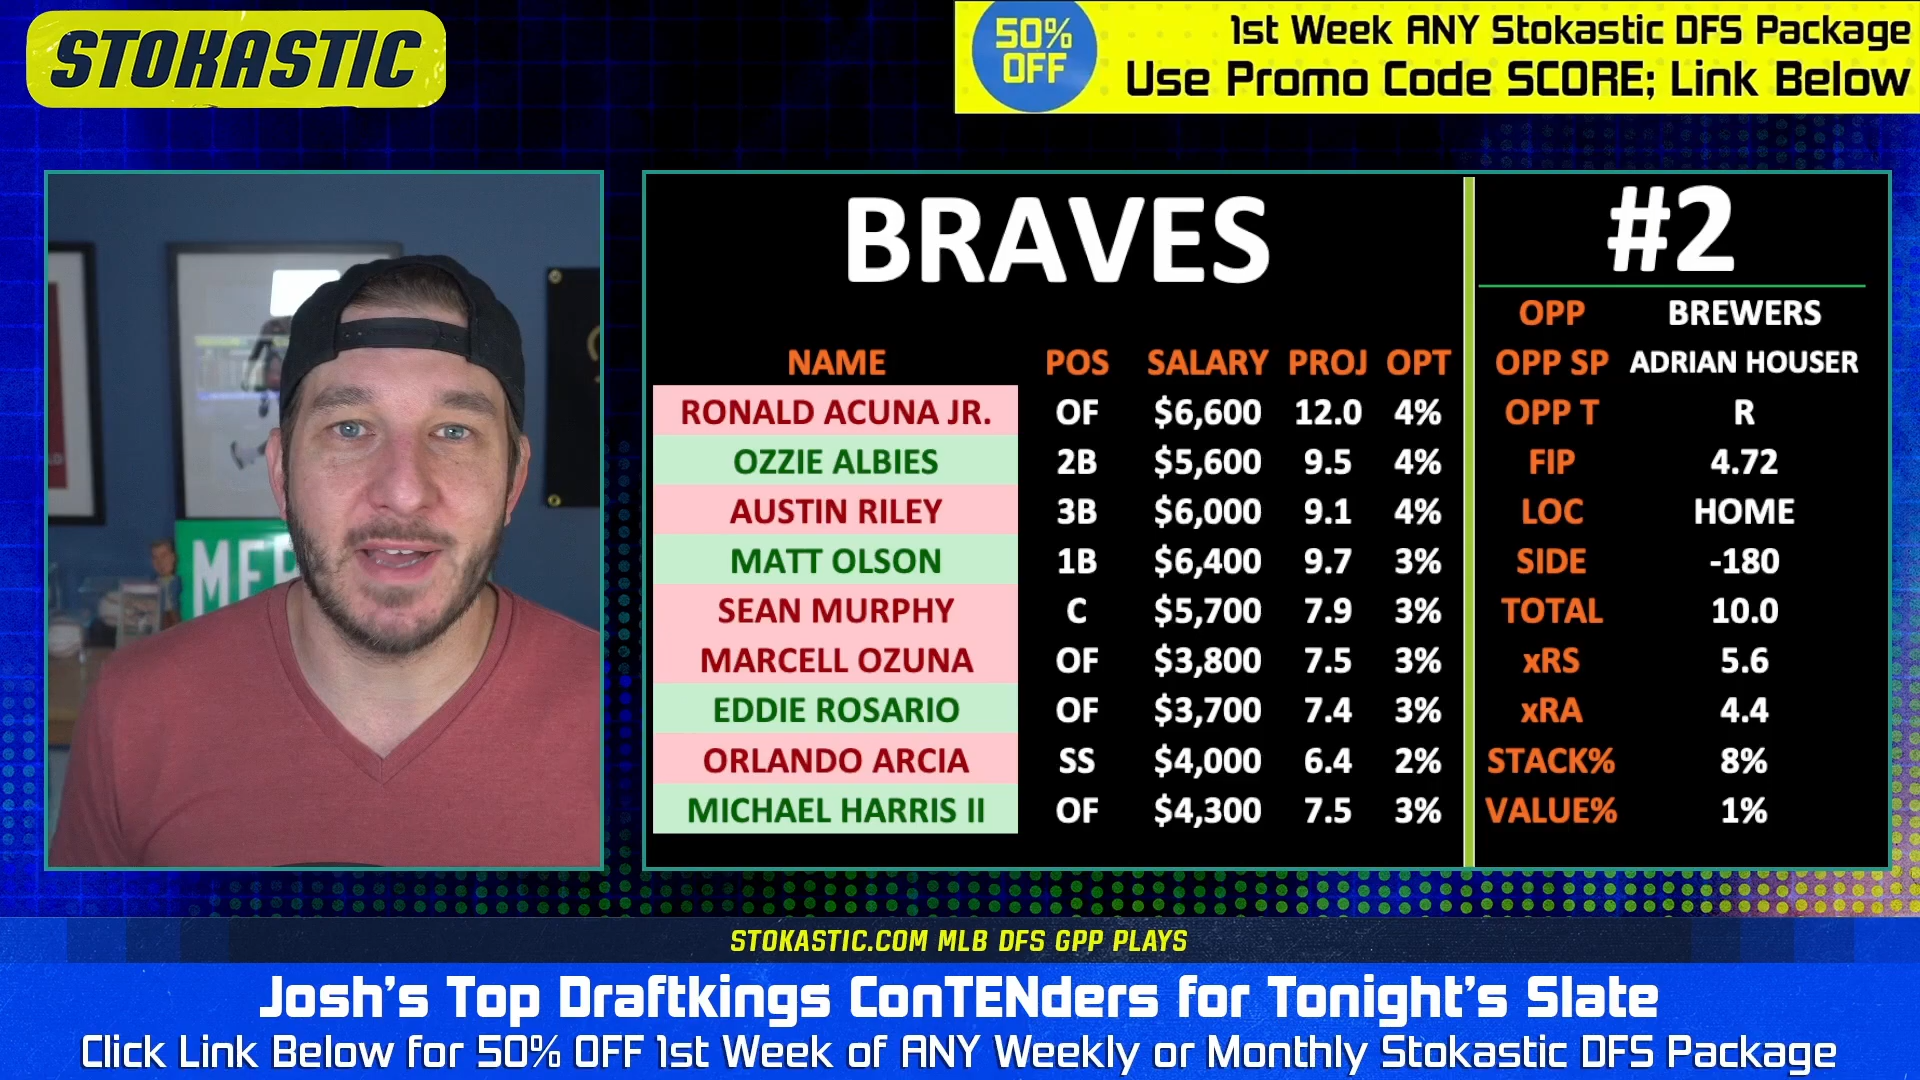 STOKASTIC
50% OFF
1st Week ANY Stokastic DFS Package
Use Promo Code SCORE; Link Below
MER
BRAVES
NAME POS SALARY PROJ OPT
RONALD ACUNA JR. OF $6,600 12.0 4%
OZZIE ALBIES 2B $5,600 9.5 4%
AUSTIN RILEY 3B $6,000 9.1 4%
MATT OLSON 1B $6,400 9.7 3%
SEAN MURPHY C $5,700 7.9 3%
MARCELL OZUNA OF $3,800 7.5 3%
EDDIE ROSARIO OF $3,700 7.4 3%
ORLANDO ARCIA SS $4,000 6.4 2%
MICHAEL HARRIS II OF $4,300 7.5 3%
#2
OPP BREWERS
OPP SP ADRIAN HOUSER
OPP T R
FIP 4.72
LOC HOME
SIDE -180
TOTAL 10.0
xRS 5.6
xRA 4.4
STACK% 8%
VALUE% 1%
STOKASTIC.COM MLB DFS GPP PLAYS
Josh's Top Draftkings ConTENders for Tonight's Slate
Click Link Below for 50% OFF 1st Week of ANY Weekly or Monthly Stokastic DFS Package